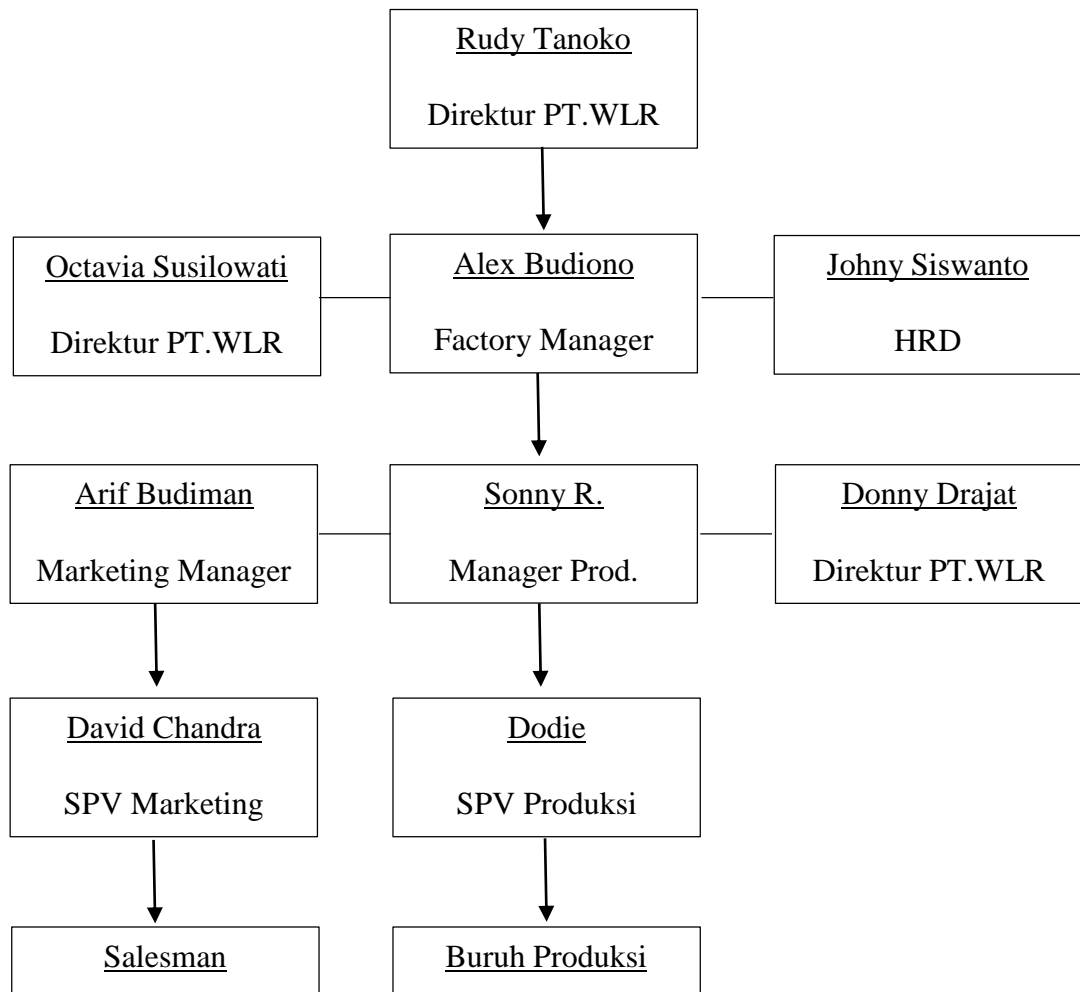 Rudy Tanoko
Direktur PT.WLR
Octavia Susilowati
Direktur PT.WLR
Alex Budiono
Factory Manager
Johny Siswanto
HRD
Arif Budiman
Marketing Manager
Sonny R.
Manager Prod.
Donny Drajat
Direktur PT.WLR
David Chandra
SPV Marketing
Dodie
SPV Produksi
Salesman
Buruh Produksi